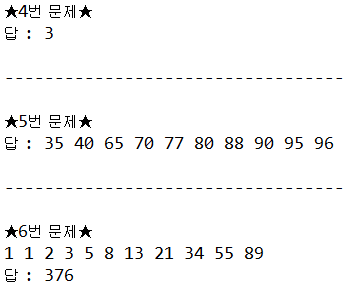 ★4번 문제★
답 : 3
----------------------------------
★5번 문제★
답 : 35 40 65 70 77 80 88 90 95 96
----------------------------------
★6번 문제★
1 1 2 3 5 8 13 21 34 55 89
답 : 376